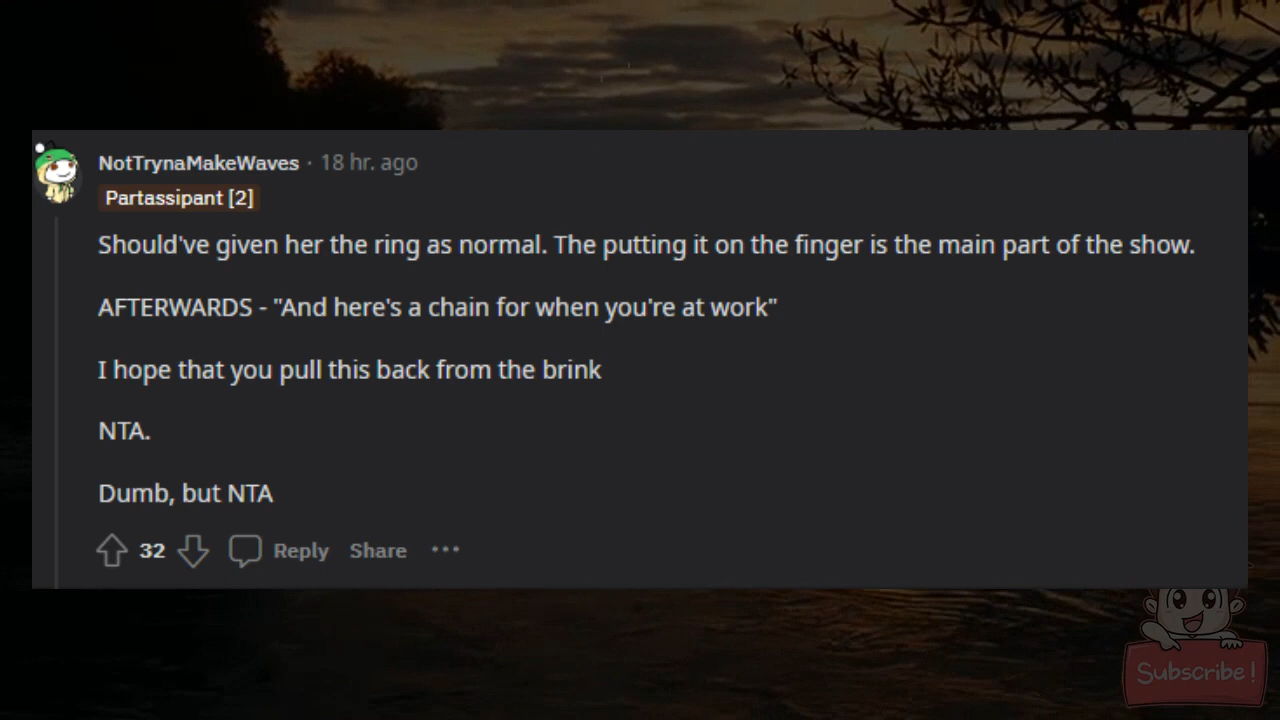 NotTrynaMakeWaves · 18 hr. ago
Partassipant [2]
Should've given her the ring as normal. The putting it on the finger is the main part of the show.
AFTERWARDS - "And here's a chain for when you're at work"
I hope that you pull this back from the brink
NTA.
Dumb, but NTA
32 Reply Share ···
Subscribe!